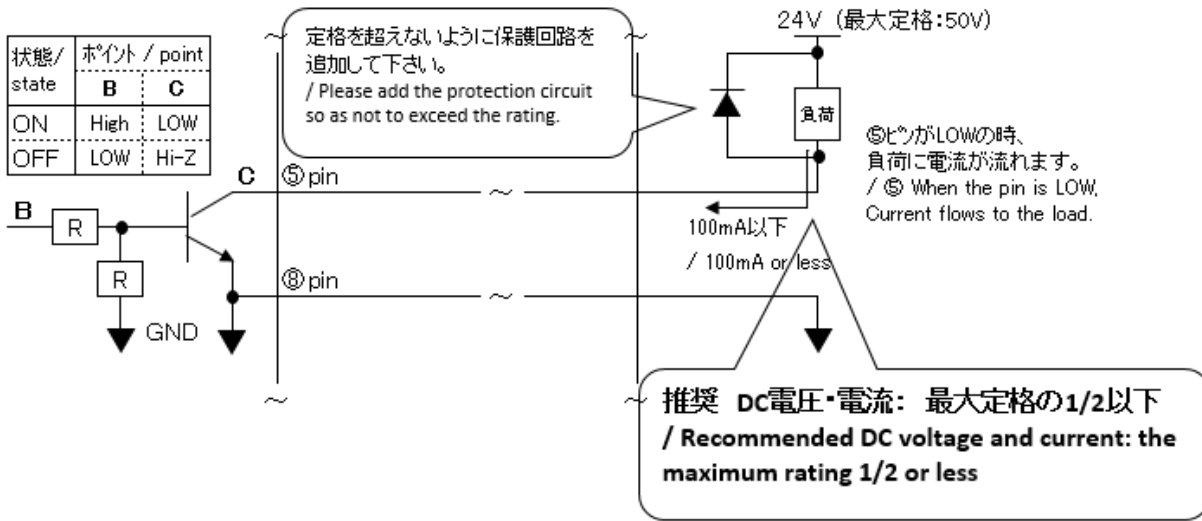 24V (最大定格:50V)
状態/ ポイント / point
state B C
ON High LOW
OFF LOW Hi-Z
定格を超えないように保護回路を
追加して下さい。
/ Please add the protection circuit
so as not to exceed the rating.
負荷
⑤ピンがLOWの時、
負荷に電流が流れます。
/ ⑤ When the pin is LOW,
Current flows to the load.
C ⑤pin
B R
R
100mA以下
/ 100mA or less
⑧pin
GND
推奨 DC電圧・電流: 最大定格の1/2以下
/ Recommended DC voltage and current: the
maximum rating 1/2 or less